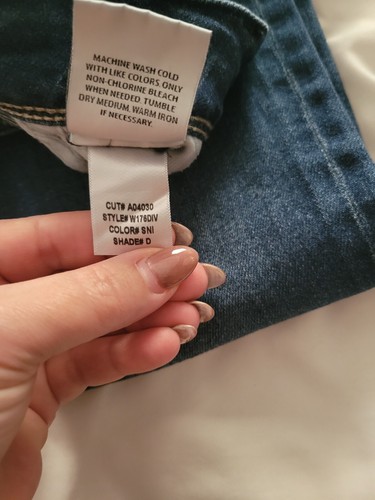 MACHINE WASH COLD
WITH LIKE COLORS. ONLY
NON-CHLORINE BLEACH
WHEN NEEDED. TUMBLE
DRY MEDIUM. WARM IRON
IF NECESSARY.
CUT# A04030
STYLE# W176DIV
COLOR# SNI
SHADE# D